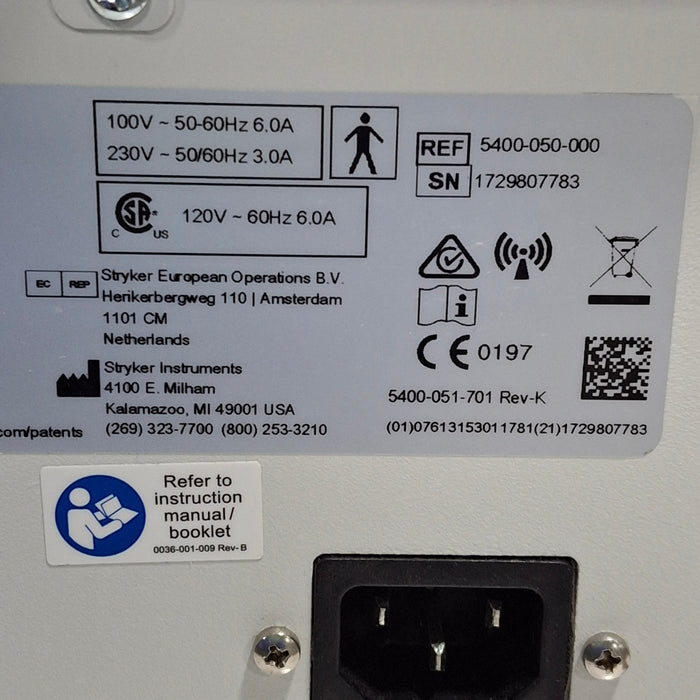 100V ~ 50-60Hz 6.0A
230V ~ 50/60Hz 3.0A
REF 5400-050-000
SN 1729807783
CSA C US 120V ~ 60Hz 6.0A
EC REP Stryker European Operations B.V.
Herikerbergweg 110 | Amsterdam
1101 CM
Netherlands
Stryker Instruments
4100 E. Milham
Kalamazoo, MI 49001 USA
com/patents (269) 323-7700 (800) 253-3210
i
CE 0197
5400-051-701 Rev-K
(01)07613153011781(21)1729807783
Refer to
instruction
manual/
booklet
0036-001-009 Rev-B